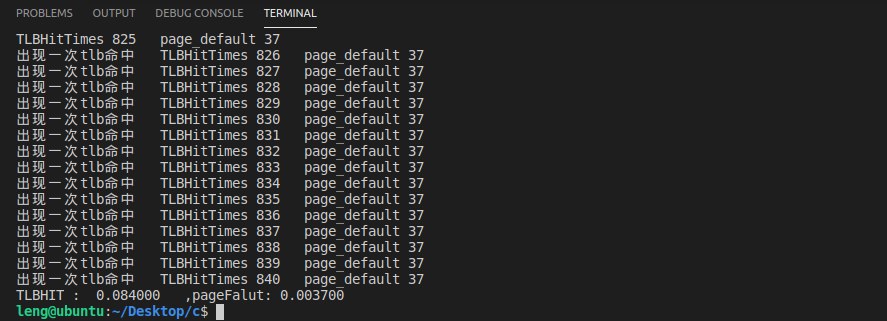 PROBLEMS OUTPUT DEBUG CONSOLE TERMINAL
TLBHitTimes 825   page_default 37
出现一次tlb命中   TLBHitTimes 826   page_default 37
出现一次tlb命中   TLBHitTimes 827   page_default 37
出现一次tlb命中   TLBHitTimes 828   page_default 37
出现一次tlb命中   TLBHitTimes 829   page_default 37
出现一次tlb命中   TLBHitTimes 830   page_default 37
出现一次tlb命中   TLBHitTimes 831   page_default 37
出现一次tlb命中   TLBHitTimes 832   page_default 37
出现一次tlb命中   TLBHitTimes 833   page_default 37
出现一次tlb命中   TLBHitTimes 834   page_default 37
出现一次tlb命中   TLBHitTimes 835   page_default 37
出现一次tlb命中   TLBHitTimes 836   page_default 37
出现一次tlb命中   TLBHitTimes 837   page_default 37
出现一次tlb命中   TLBHitTimes 838   page_default 37
出现一次tlb命中   TLBHitTimes 839   page_default 37
出现一次tlb命中   TLBHitTimes 840   page_default 37
TLBHIT :  0.084000   ,pageFalut: 0.003700
leng@ubuntu:~/Desktop/c$